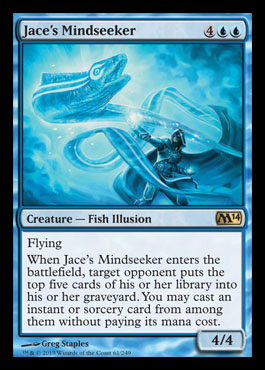 Jace's Mindseeker 4
Creature — Fish Illusion M14
Flying
When Jace's Mindseeker enters the
battlefield, target opponent puts the
top five cards of his or her library into
his or her graveyard. You may cast an
instant or sorcery card from among
them without paying its mana cost.
4/4
Greg Staples
™ & © 2013 Wizards of the Coast 61/249